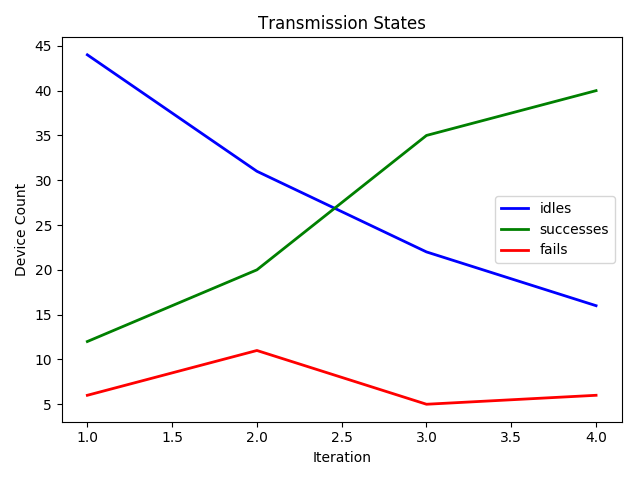 Transmission States
45
40
35
30
25
20
15
10
5
Device Count
idles
successes
fails
1.0 1.5 2.0 2.5 3.0 3.5 4.0
Iteration